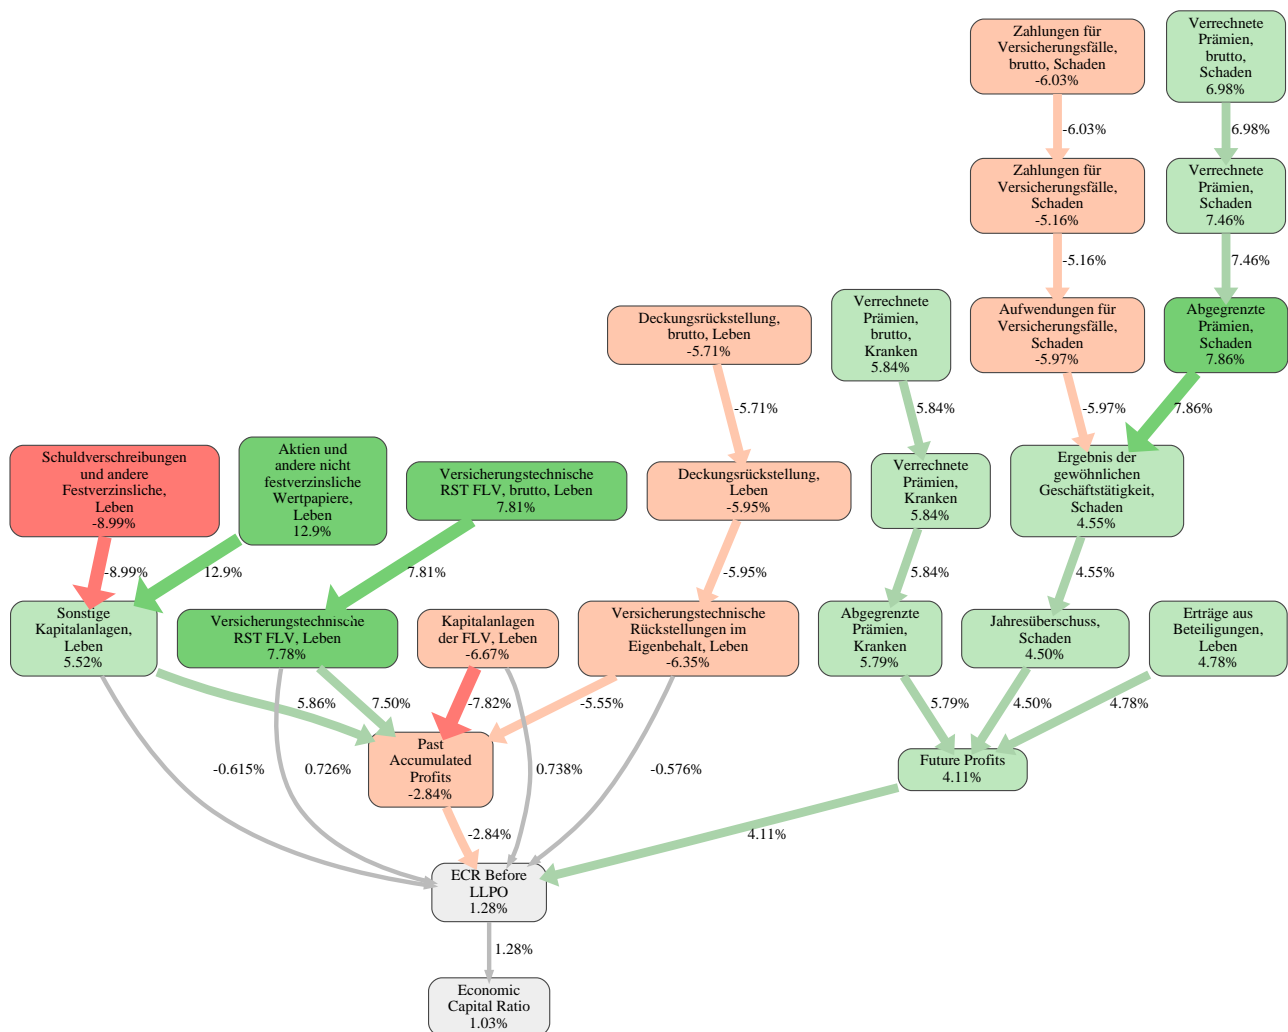 Zahlungen für
Versicherungsfälle,
brutto, Schaden
-6.03%
Verrechnete
Prämien,
brutto,
Schaden
6.98%
-6.03%
6.98%
Zahlungen für
Versicherungsfälle,
Schaden
-5.16%
Verrechnete
Prämien,
Schaden
7.46%
-5.16%
7.46%
Deckungsrückstellung,
brutto, Leben
-5.71%
Verrechnete
Prämien,
brutto,
Kranken
5.84%
Aufwendungen für
Versicherungsfälle,
Schaden
-5.97%
Abgegrenzte
Prämien,
Schaden
7.86%
-5.71%
5.84%
-5.97%
7.86%
Schuldverschreibungen
und andere
Festverzinsliche,
Leben
-8.99%
Aktien und
andere nicht
festverzinsliche
Wertpapiere,
Leben
12.9%
Versicherungstechnische
RST FLV, brutto, Leben
7.81%
Deckungsrückstellung,
Leben
-5.95%
Verrechnete
Prämien,
Kranken
5.84%
Ergebnis der
gewöhnlichen
Geschäftstätigkeit,
Schaden
4.55%
-8.99%
12.9%
7.81%
-5.95%
5.84%
4.55%
Sonstige
Kapitalanlagen,
Leben
5.52%
Versicherungstechnische
RST FLV, Leben
7.78%
Kapitalanlagen
der FLV, Leben
-6.67%
Versicherungstechnische
Rückstellungen im
Eigenbehalt, Leben
-6.35%
Abgegrenzte
Prämien,
Kranken
5.79%
Jahresüberschuss,
Schaden
4.50%
Erträge aus
Beteiligungen,
Leben
4.78%
5.86%
7.50%
-7.82%
-5.55%
5.79%
4.50%
4.78%
-0.615%
0.726%
Past
Accumulated
Profits
-2.84%
0.738%
-0.576%
Future Profits
4.11%
-2.84%
4.11%
ECR Before
LLPO
1.28%
1.28%
Economic
Capital Ratio
1.03%